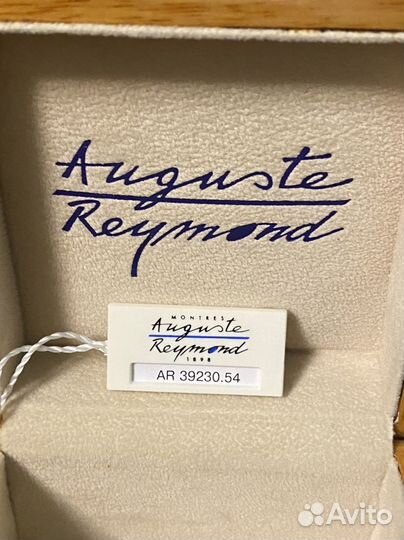 Auguste
Reymond
MONTRES
Auguste
Reymond
1898
AR 39230.54
Avito